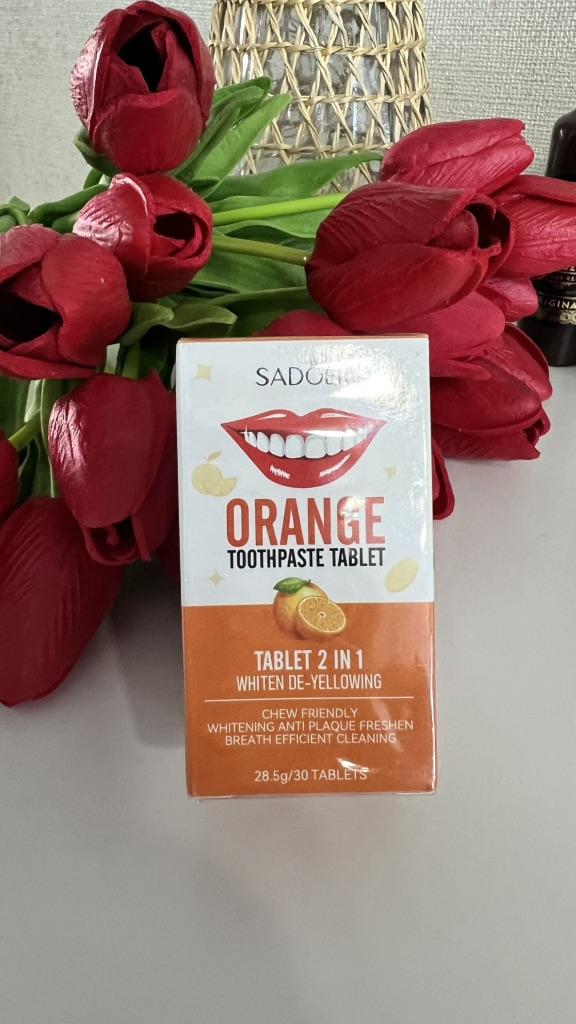 ORANGE
TOOTHPASTE TABLET
TABLET 2 IN 1
WHITEN DE-YELLOWING
CHEW FRIENDLY
WHITENING ANTI PLAQUE FRESHEN
BREATH EFFICIENT CLEANING
28.5g/30 TABLETS